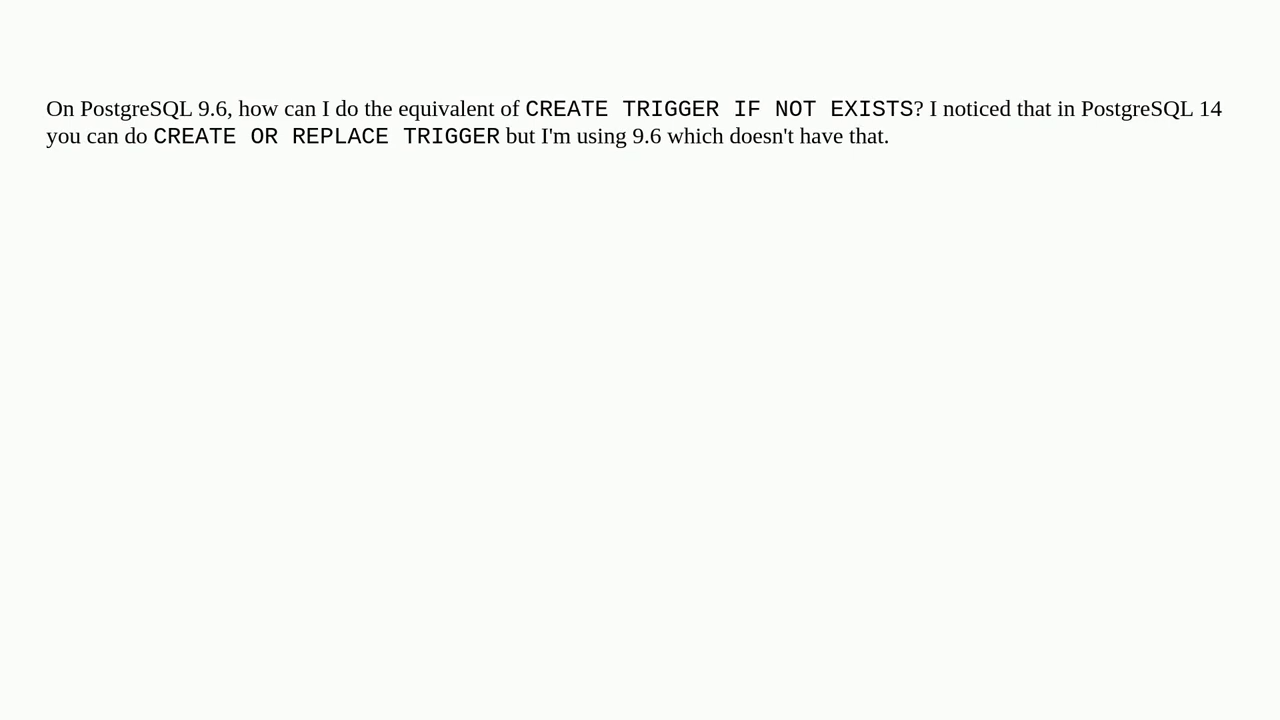 On PostgreSQL 9.6, how can I do the equivalent of CREATE TRIGGER IF NOT EXISTS? I noticed that in PostgreSQL 14
you can do CREATE OR REPLACE TRIGGER but I'm using 9.6 which doesn't have that.